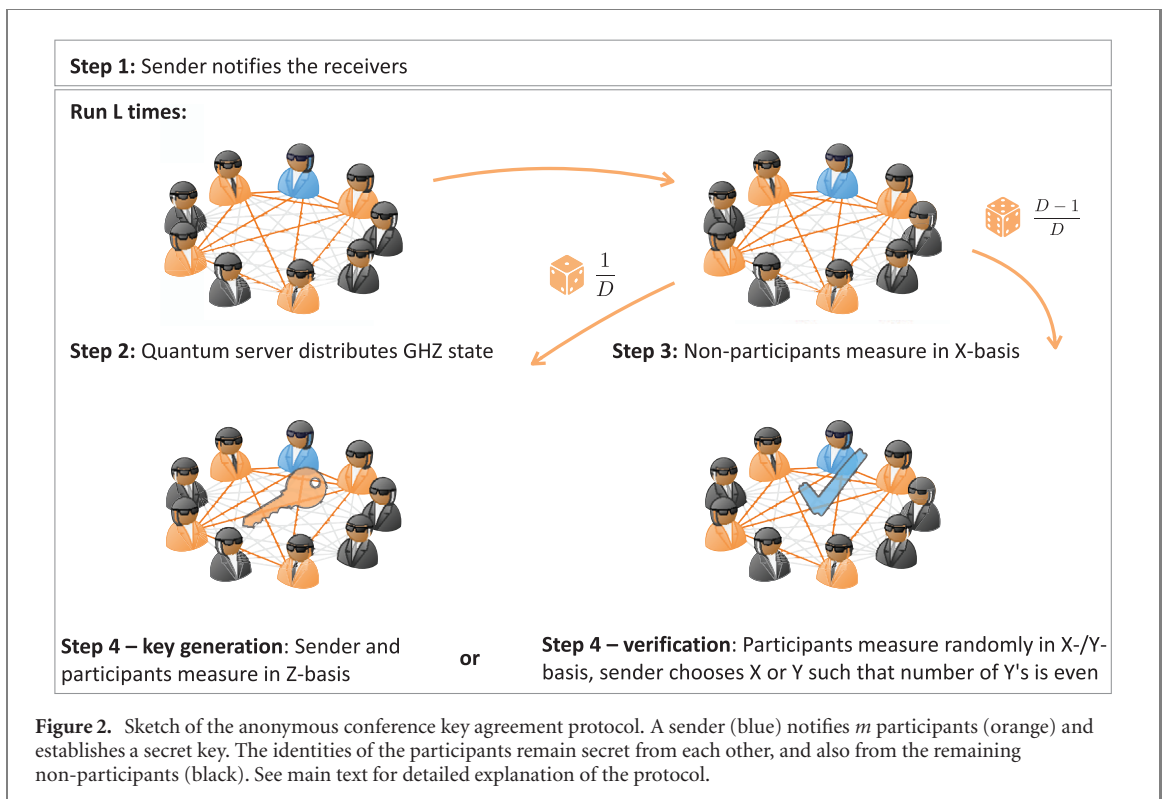 Step 1: Sender notifies the receivers
Run L times:
1
D
D − 1
D
Step 2: Quantum server distributes GHZ state
Step 3: Non-participants measure in X-basis
Step 4 – key generation: Sender and
participants measure in Z-basis
or
Step 4 – verification: Participants measure randomly in X-/Y-
basis, sender chooses X or Y such that number of Y's is even
Figure 2. Sketch of the anonymous conference key agreement protocol. A sender (blue) notifies m participants (orange) and
establishes a secret key. The identities of the participants remain secret from each other, and also from the remaining
non-participants (black). See main text for detailed explanation of the protocol.